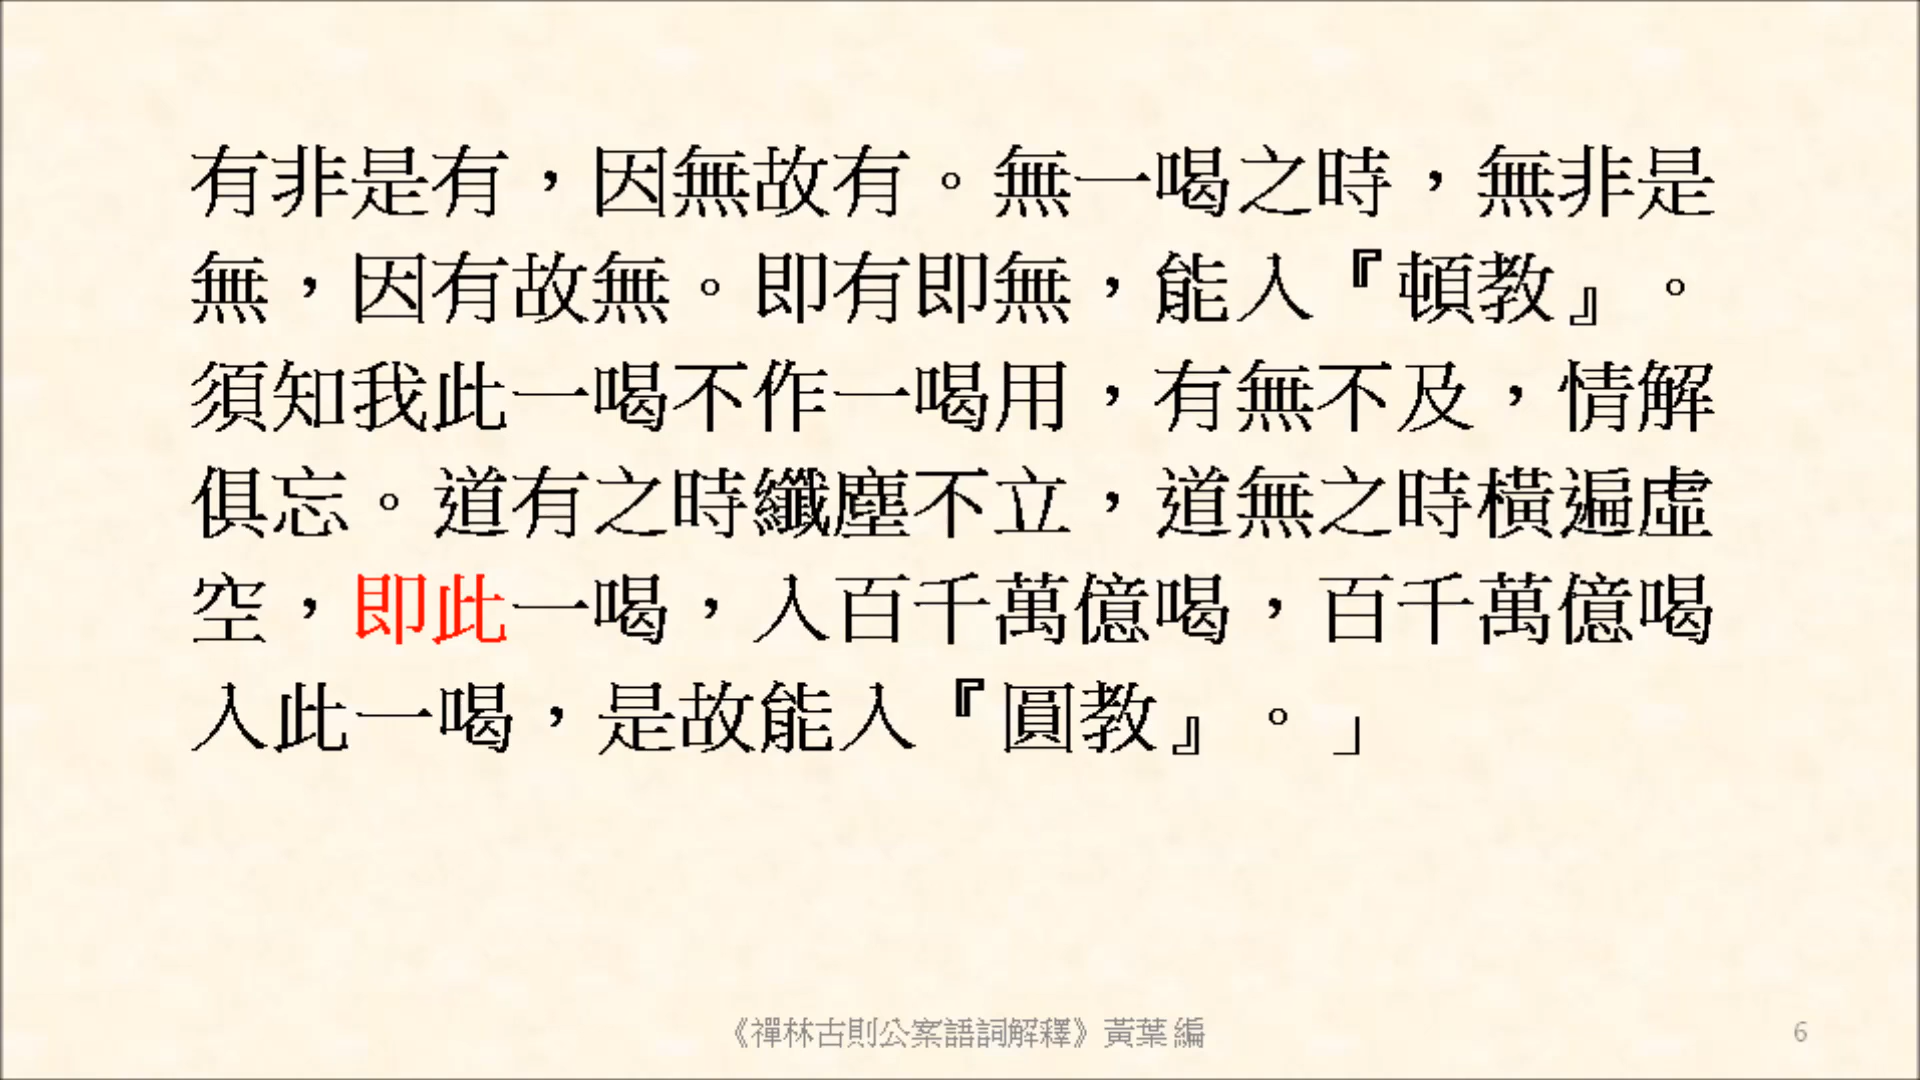 有非是有，因無故有。無一喝之時，無非是
無，因有故無。即有即無，能入『頓教』。
須知我此一喝不作一喝用，有無不及，情解
俱忘。道有之時纖塵不立，道無之時橫遍虛
空，即此一喝，入百千萬億喝，百千萬億喝
入此一喝，是故能入『圓教』。」
《禪林古則公案語詞解釋》黃葉 編
6